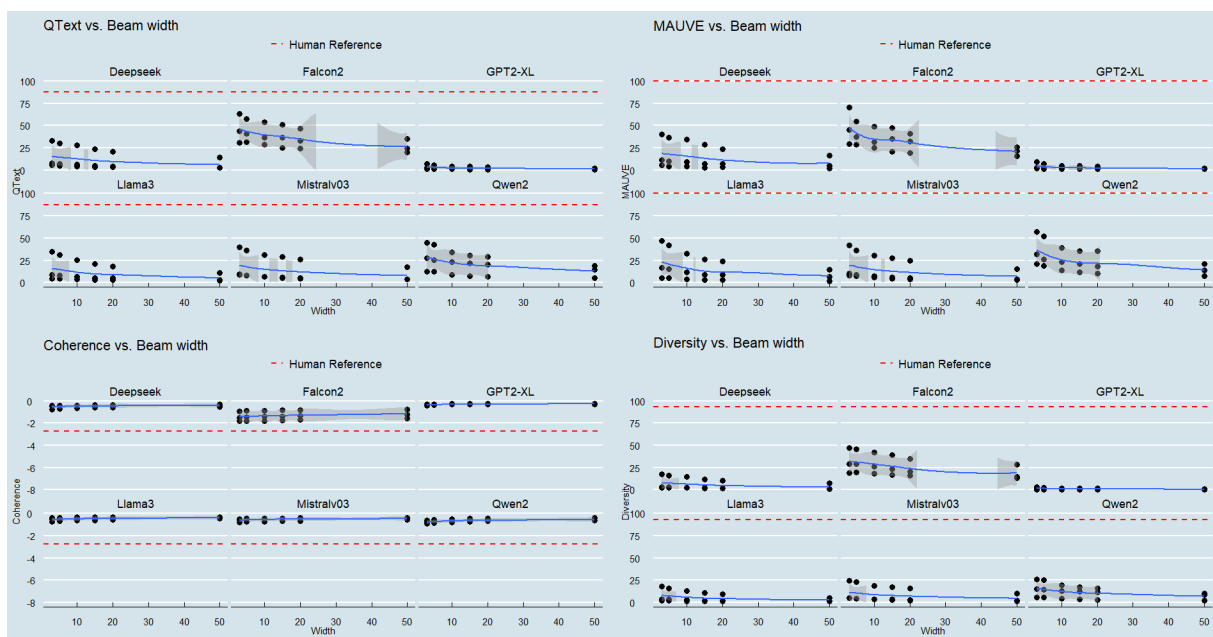 QText vs. Beam width
Human Reference
Deepseek Falcon2 GPT2-XL
100
75
50
25
0
Llama3 Mistralv03 Qwen2
100
75
50
25
0
QText
10 20 30 40 50 10 20 30 40 50 10 20 30 40 50
Width
MAUVE vs. Beam width
Human Reference
Deepseek Falcon2 GPT2-XL
100
75
50
25
0
Llama3 Mistralv03 Qwen2
100
75
50
25
0
MAUVE
10 20 30 40 50 10 20 30 40 50 10 20 30 40 50
Width
Coherence vs. Beam width
Human Reference
Deepseek Falcon2 GPT2-XL
0
-2
-4
-6
-8
Llama3 Mistralv03 Qwen2
0
-2
-4
-6
-8
Coherence
10 20 30 40 50 10 20 30 40 50 10 20 30 40 50
Width
Diversity vs. Beam width
Human Reference
Deepseek Falcon2 GPT2-XL
100
75
50
25
0
Llama3 Mistralv03 Qwen2
100
75
50
25
0
Diversity
10 20 30 40 50 10 20 30 40 50 10 20 30 40 50
Width